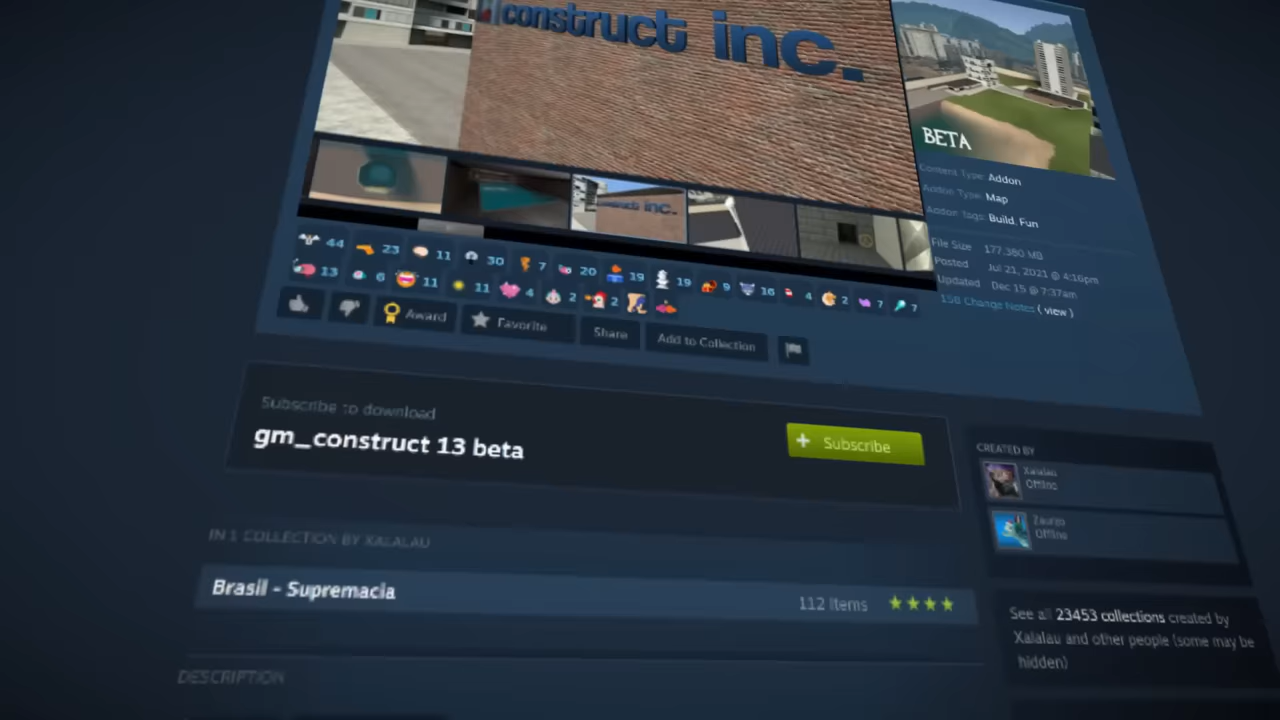 construct inc.
BETA
Content Type: Addon
Addon Type: Map
Addon Tags: Build, Fun
File Size 177.380 MB
Posted Jul 21, 2021 @ 4:16pm
Updated Dec 15 @ 7:37am
158 Change Notes ( view )
inc.
44 23 11 30 7 20 19 19 9 16 4 2 7 7
13 6 11 11 4 2 2
Award Favorite Share Add to Collection
Subscribe to download
gm_construct 13 beta
Subscribe
CREATED BY
Xalalau
Offline
Zaurzo
Offline
IN 1 COLLECTION BY XALALAU
Brasil - Supremacia
112 items
See all 23453 collections created by
Xalalau and other people (some may be
hidden)
DESCRIPTION